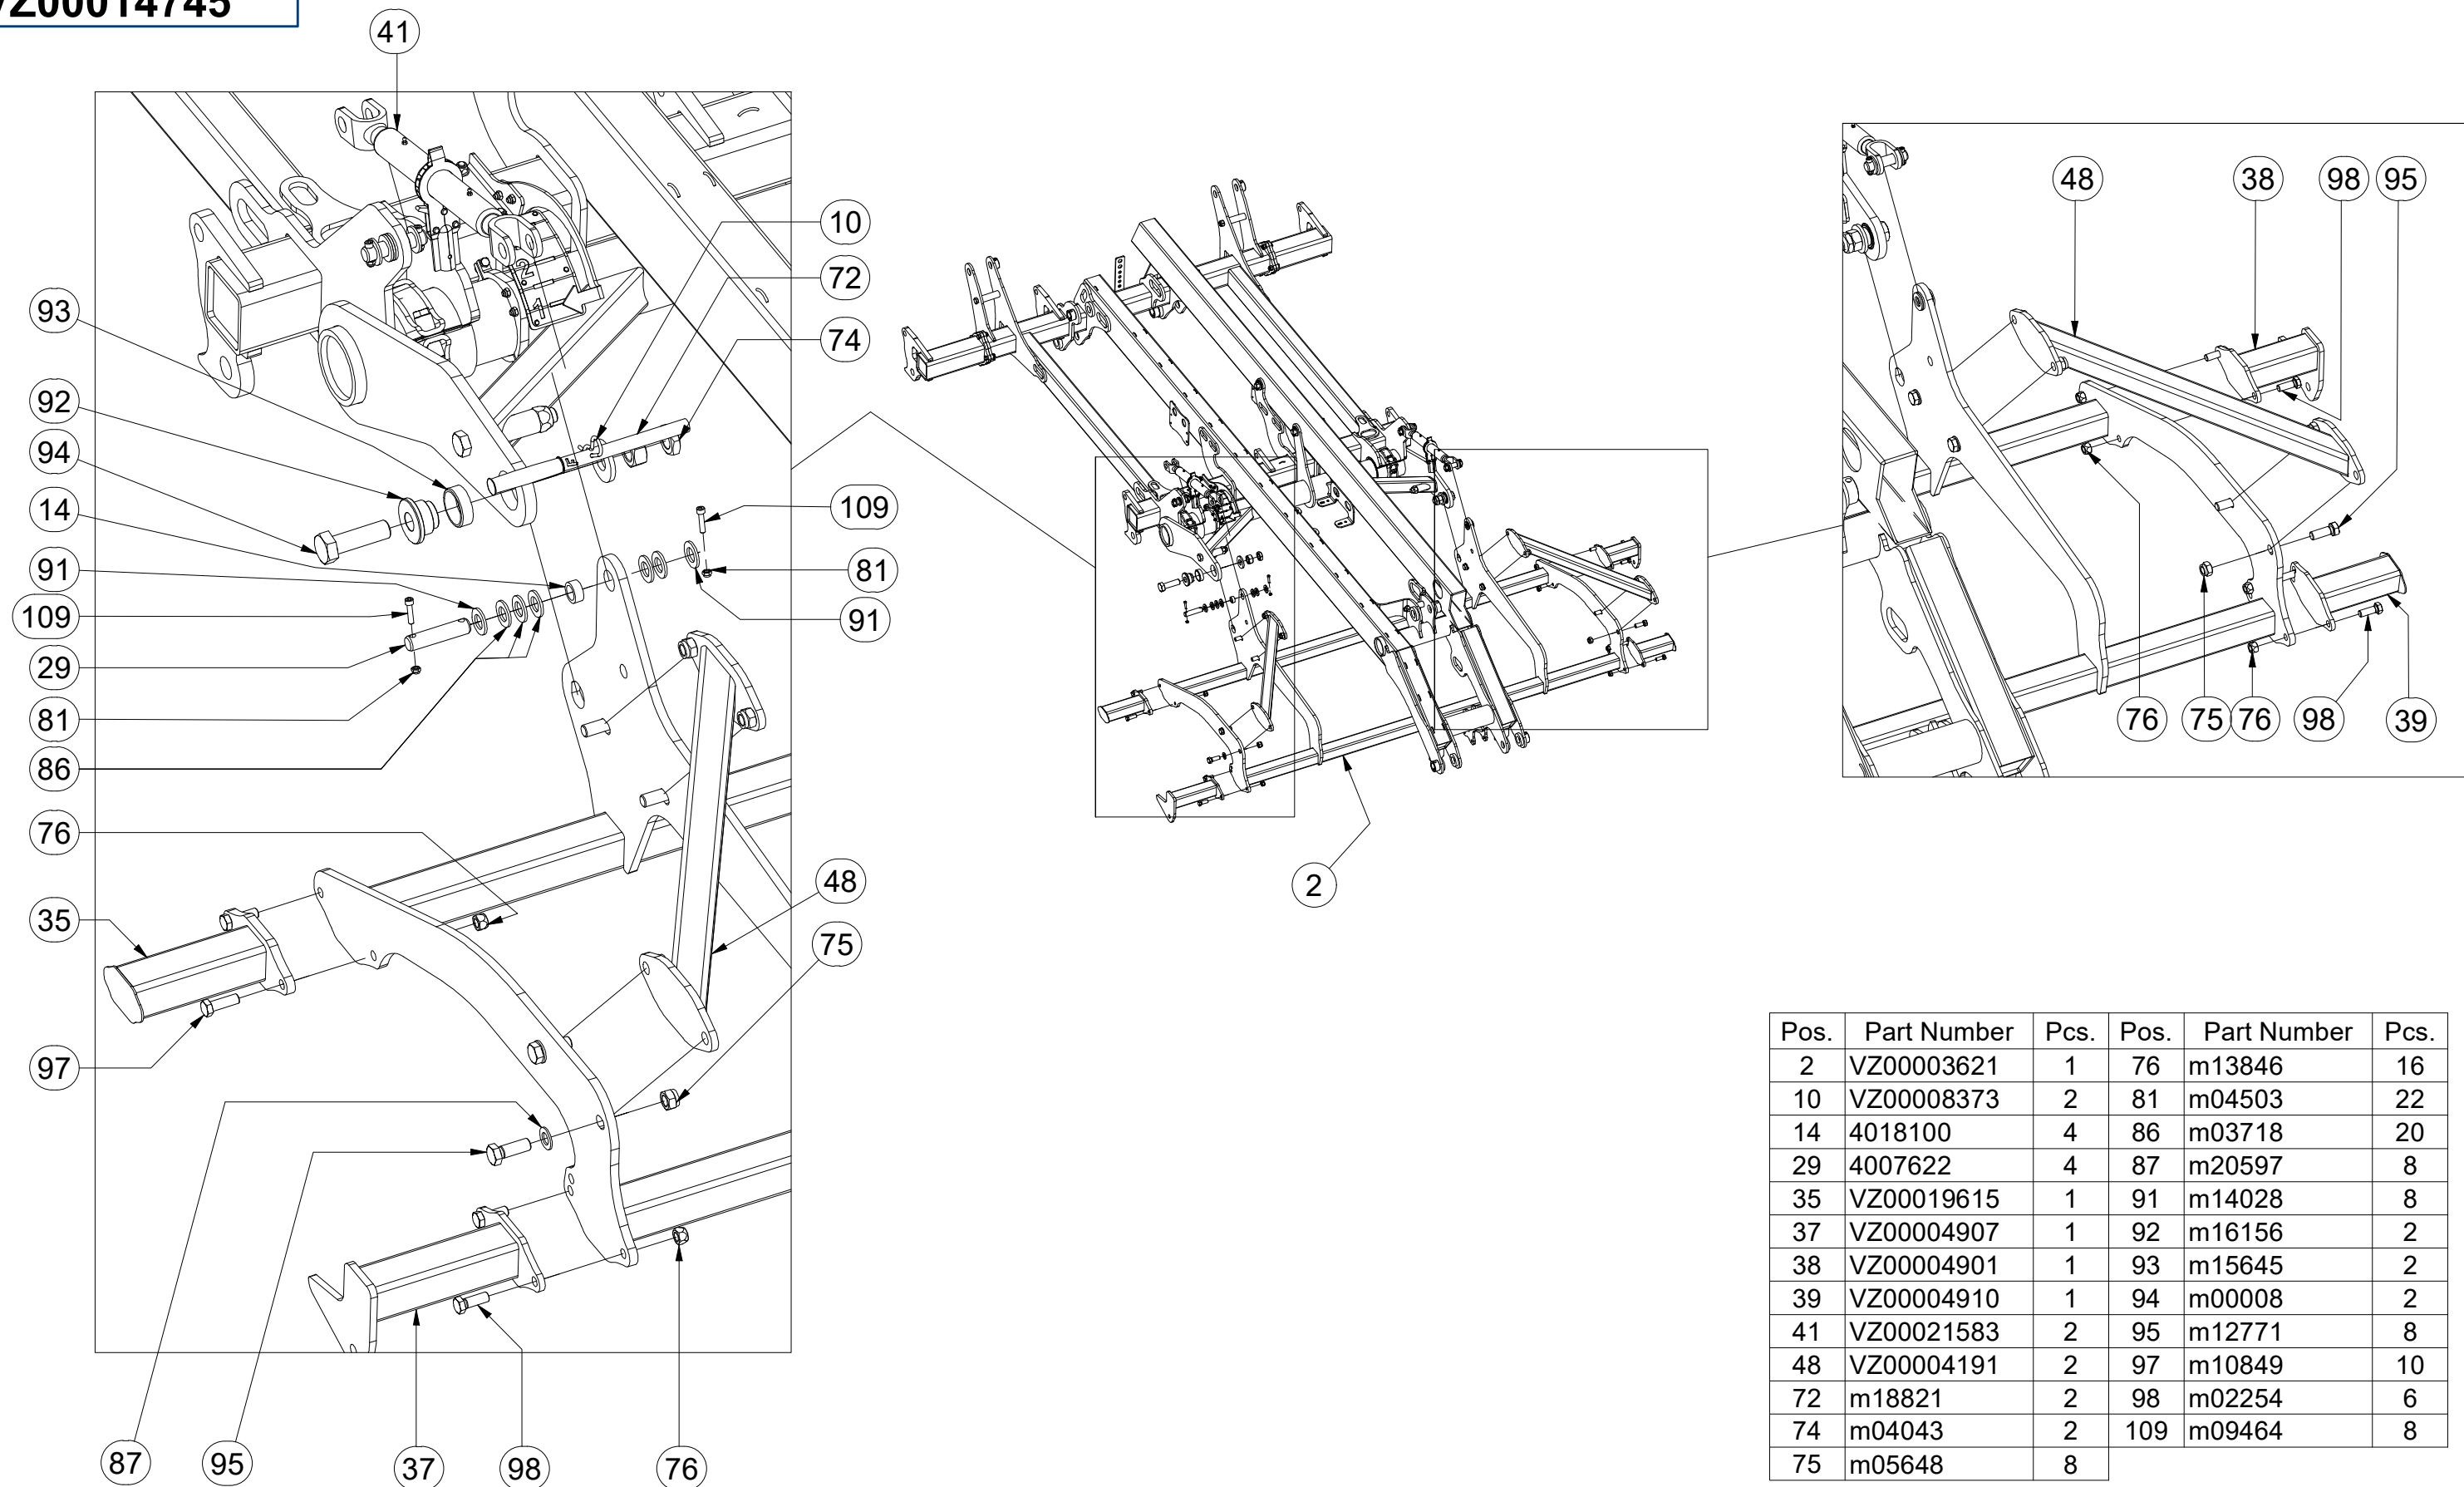 VZ00014745
41
10
72
74
93
92
94
14
91
109
29
81
86
76
35
97
109
81
91
48
75
87
95
37
98
76
2
1
2
48
38
98
95
76
75
76
98
39
Pos. Part Number Pcs. Pos. Part Number Pcs.
2 VZ00003621 1 76 m13846 16
10 VZ00008373 2 81 m04503 22
14 4018100 4 86 m03718 20
29 4007622 4 87 m20597 8
35 VZ00019615 1 91 m14028 8
37 VZ00004907 1 92 m16156 2
38 VZ00004901 1 93 m15645 2
39 VZ00004910 1 94 m00008 2
41 VZ00021583 2 95 m12771 8
48 VZ00004191 2 97 m10849 10
72 m18821 2 98 m02254 6
74 m04043 2 109 m09464 8
75 m05648 8